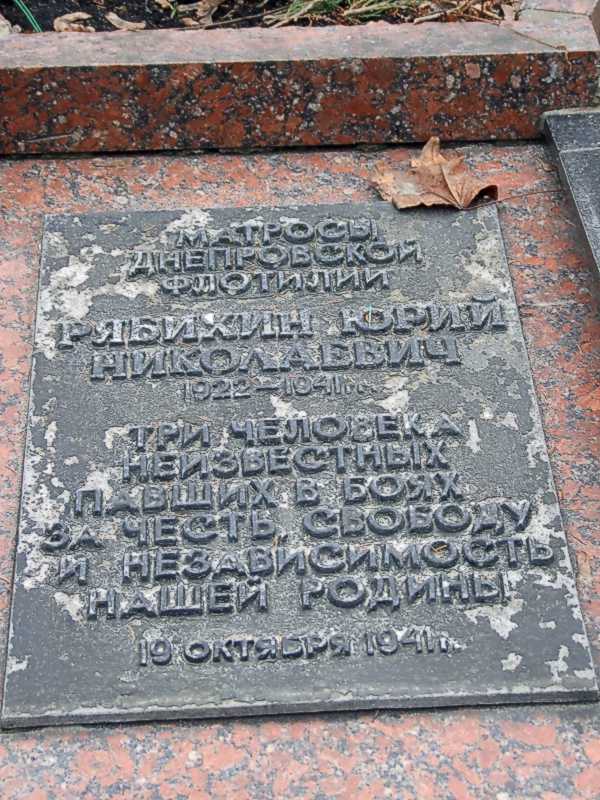 МАТРОСЫ
ДНЕПРОВСКОЙ
ФЛОТИЛИИ
РЯБИХИН ЮРИЙ
НИКОЛАЕВИЧ
1922–1941г.
ТРИ ЧЕЛОВЕКА
НЕИЗВЕСТНЫХ
ПАВШИХ В БОЯХ
ЗА ЧЕСТЬ, СВОБОДУ
И НЕЗАВИСИМОСТЬ
НАШЕЙ РОДИНЫ
19 ОКТЯБРЯ 1941г.